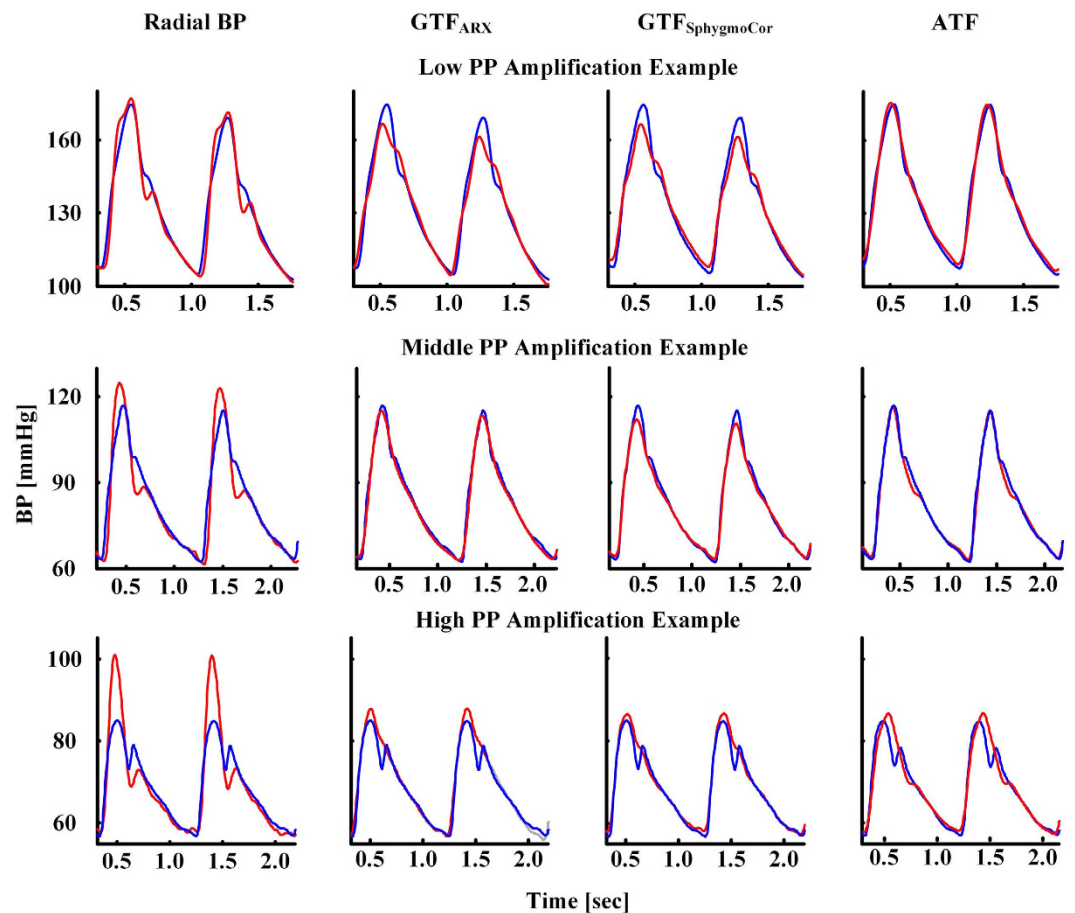 Radial BP GTFARX GTFSphygmoCor ATF
Low PP Amplification Example
160
130
100
0.5 1.0 1.5 0.5 1.0 1.5 0.5 1.0 1.5 0.5 1.0 1.5
Middle PP Amplification Example
120
90
60
BP [mmHg]
0.5 1.0 1.5 2.0 0.5 1.0 1.5 2.0 0.5 1.0 1.5 2.0 0.5 1.0 1.5 2.0
High PP Amplification Example
100
80
60
0.5 1.0 1.5 2.0 0.5 1.0 1.5 2.0 0.5 1.0 1.5 2.0 0.5 1.0 1.5 2.0
Time [sec]